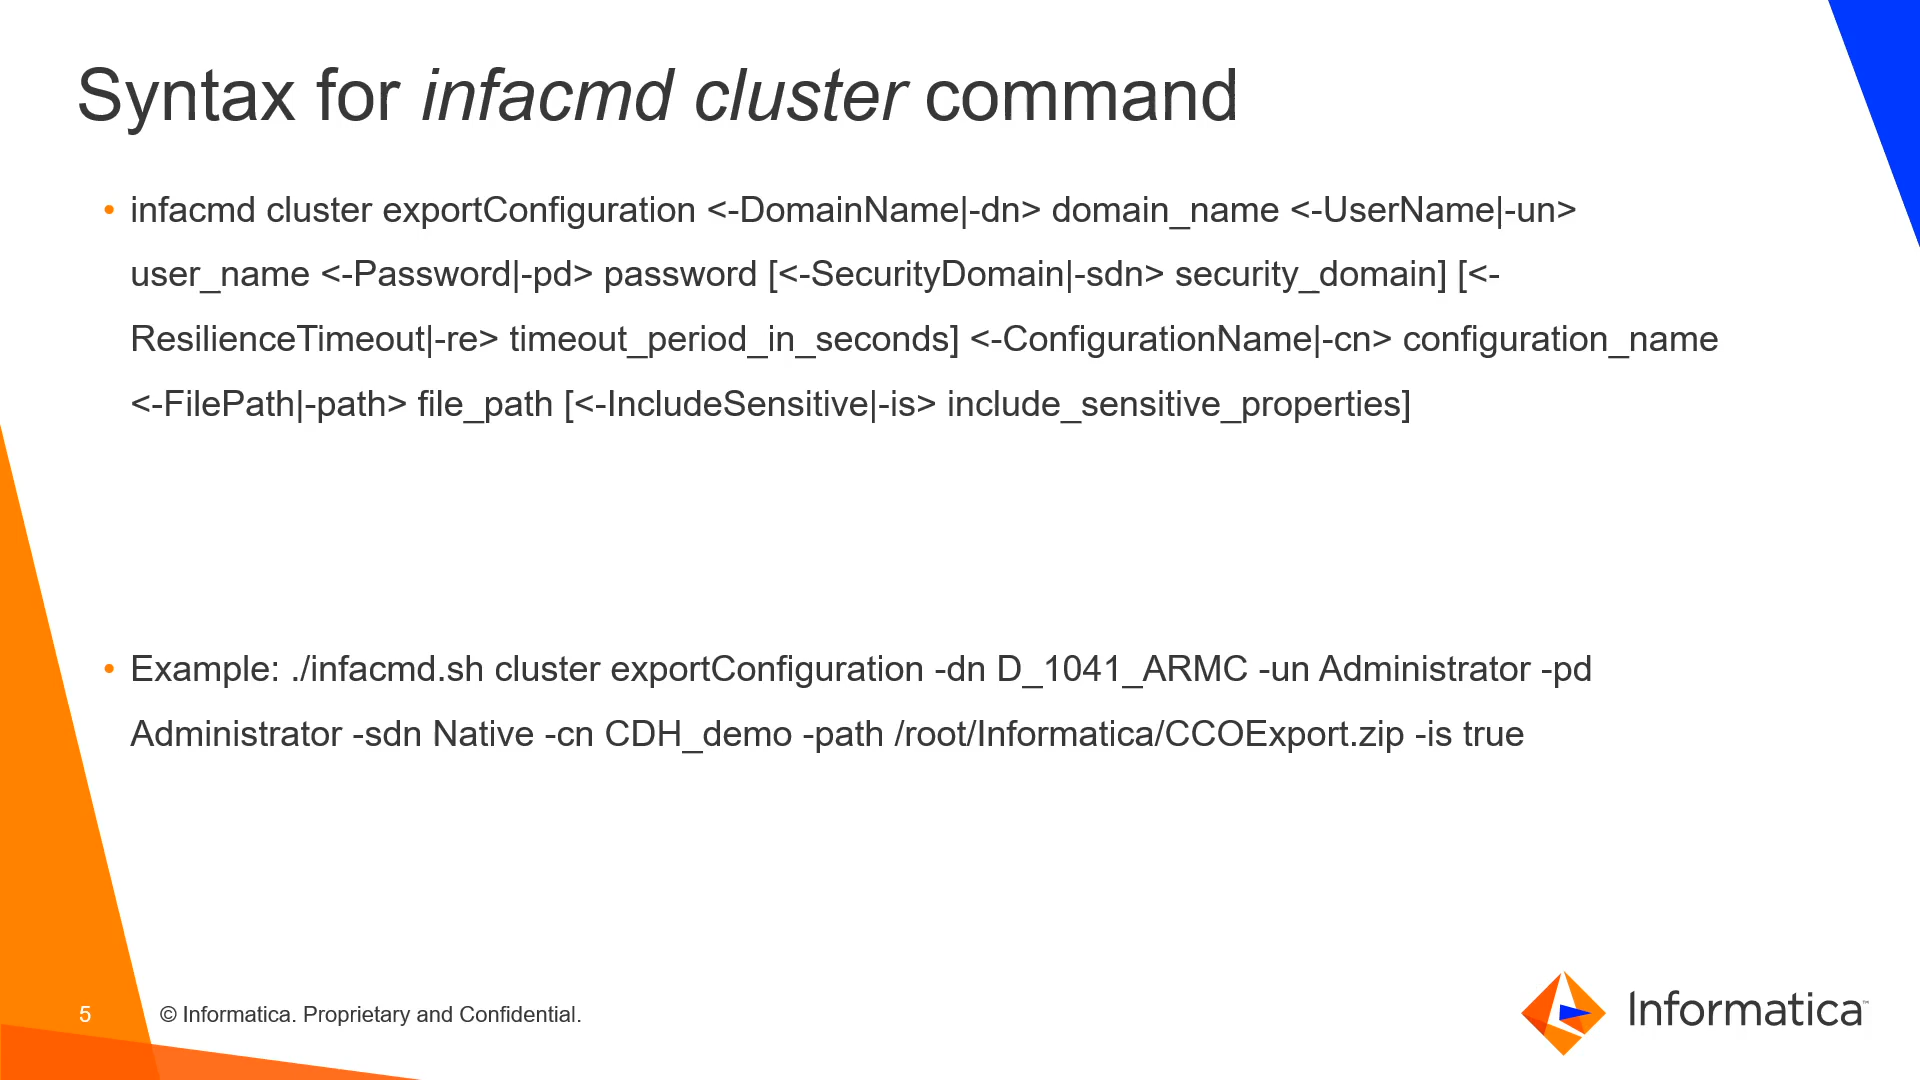 Syntax for infacmd cluster command
• infacmd cluster exportConfiguration <-DomainName|-dn> domain_name <-UserName|-un>
user_name <-Password|-pd> password [<-SecurityDomain|-sdn> security_domain] [<-
ResilienceTimeout|-re> timeout_period_in_seconds] <-ConfigurationName|-cn> configuration_name
<-FilePath|-path> file_path [<-IncludeSensitive|-is> include_sensitive_properties]
• Example: ./infacmd.sh cluster exportConfiguration -dn D_1041_ARMC -un Administrator -pd
Administrator -sdn Native -cn CDH_demo -path /root/Informatica/CCOExport.zip -is true
5
© Informatica. Proprietary and Confidential.
Informatica™